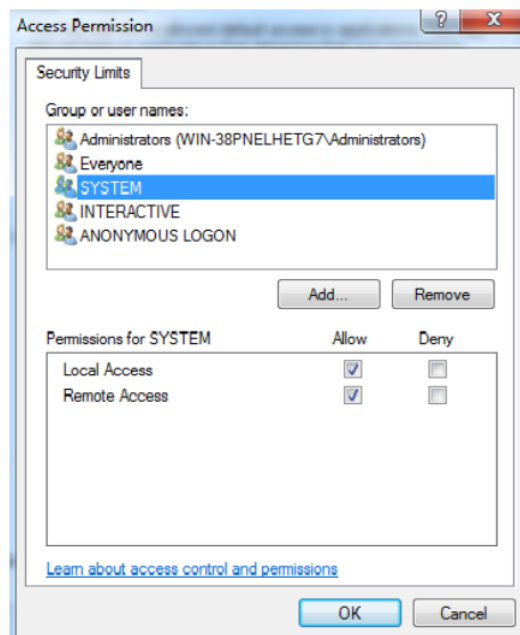 Access Permission
Security Limits
Group or user names:
Administrators (WIN-38PNELHETG7\Administrators)
Everyone
SYSTEM
INTERACTIVE
ANONYMOUS LOGON
Add... Remove
Permissions for SYSTEM Allow Deny
Local Access
Remote Access
Learn about access control and permissions
OK Cancel